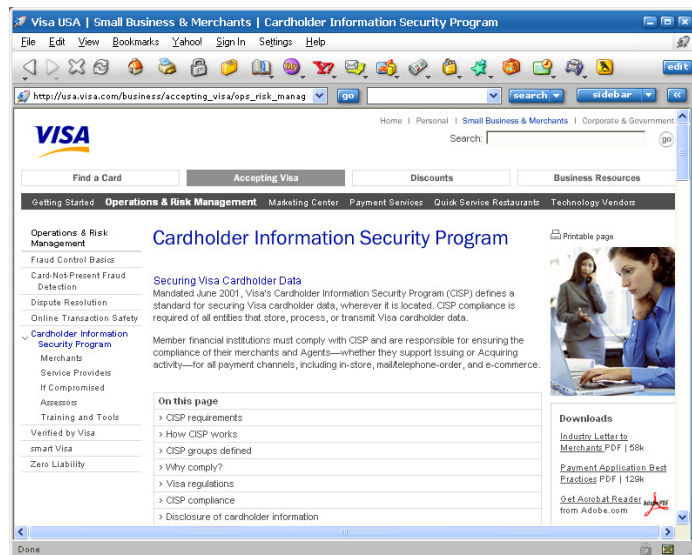 Visa USA | Small Business & Merchants | Cardholder Information Security Program
File Edit View Bookmarks Yahoo! Sign In Settings Help
edit
http://usa.visa.com/business/accepting_visa/ops_risk_manag go search sidebar
Home | Personal | Small Business & Merchants | Corporate & Government
VISA
Search: go
Find a Card Accepting Visa Discounts Business Resources
Getting Started Operations & Risk Management Marketing Center Payment Services Quick Service Restaurants Technology Vendors
Operations & Risk
Management
Fraud Control Basics
Card-Not-Present Fraud
Detection
Dispute Resolution
Online Transaction Safety
Cardholder Information
Security Program
Merchants
Service Providers
If Compromised
Assessors
Training and Tools
Verified by Visa
smart Visa
Zero Liability
Cardholder Information Security Program
Securing Visa Cardholder Data
Mandated June 2001, Visa's Cardholder Information Security Program (CISP) defines a
standard for securing Visa cardholder data, wherever it is located. CISP compliance is
required of all entities that store, process, or transmit Visa cardholder data.
Member financial institutions must comply with CISP and are responsible for ensuring the
compliance of their merchants and Agents—whether they support Issuing or Acquiring
activity—for all payment channels, including in-store, mail/telephone-order, and e-commerce.
On this page
> CISP requirements
> How CISP works
> CISP groups defined
> Why comply?
> Visa regulations
> CISP compliance
> Disclosure of cardholder information
Printable page
Downloads
Industry Letter to
Merchants PDF | 58k
Payment Application Best
Practices PDF | 129k
Get Acrobat Reader
from Adobe.com
Adobe PDF
Done